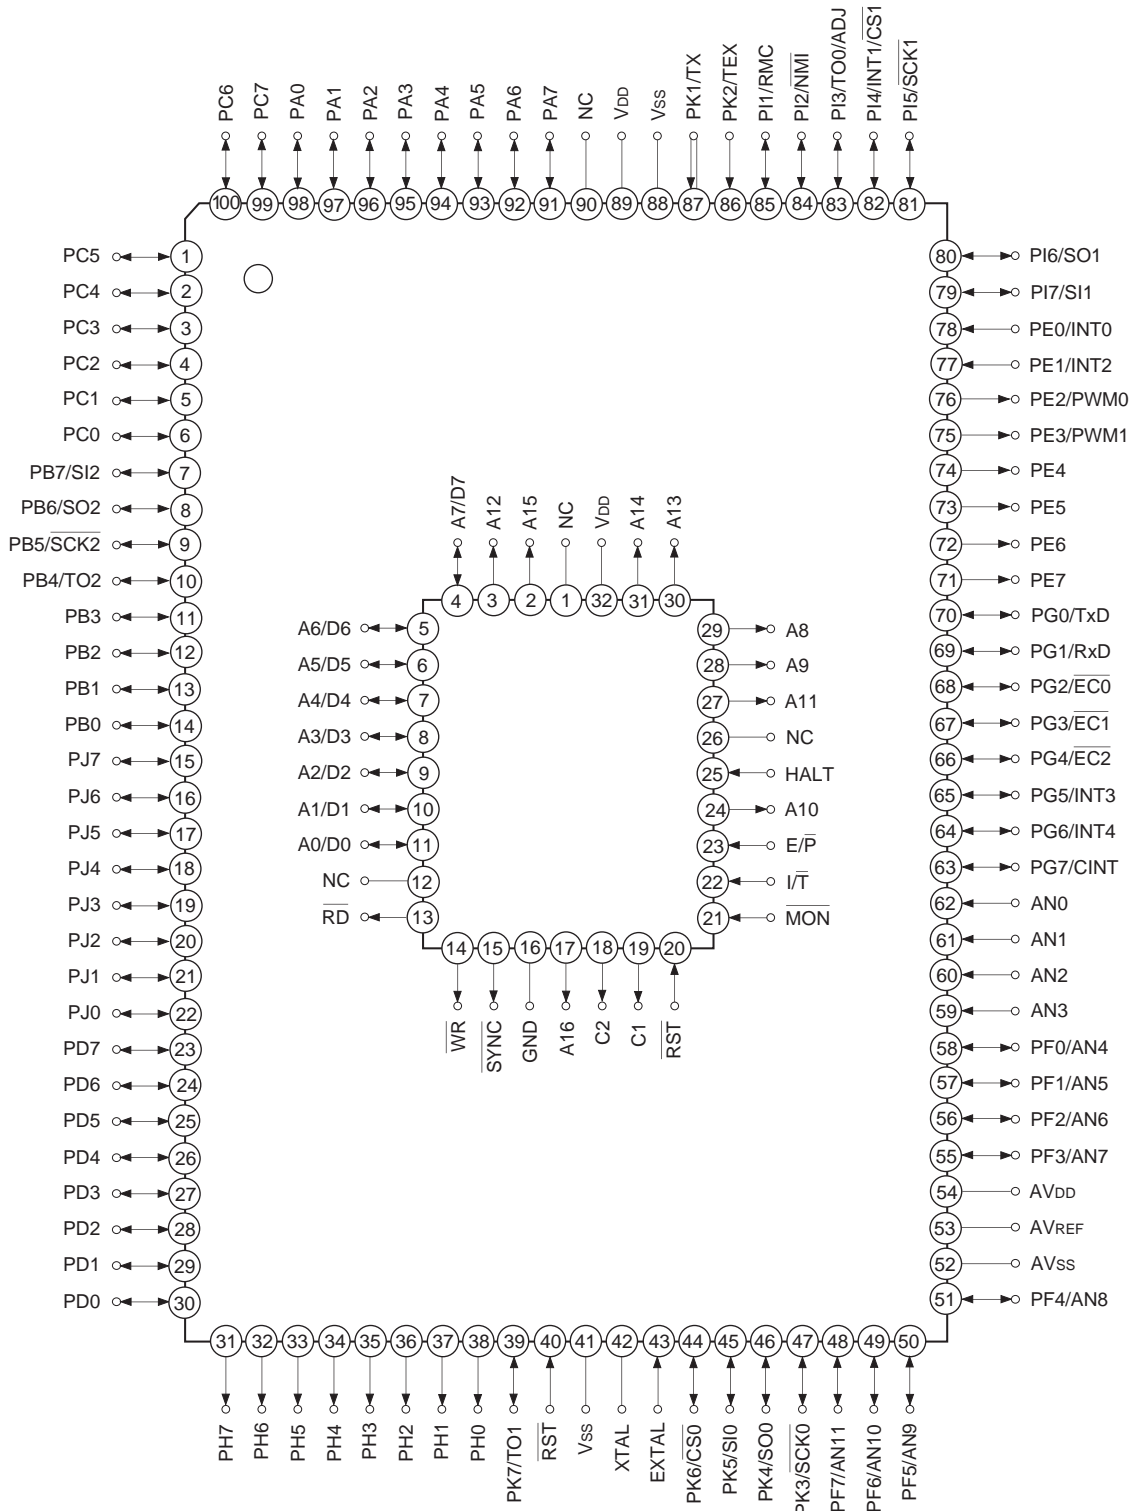 PC6 PC7 PA0 PA1 PA2 PA3 PA4 PA5 PA6 PA7 NC VDD VSS PK1/TX PK2/TEX PI1/RMC PI2/NMI PI3/TO0/ADJ PI4/INT1/CS1 PI5/SCK1
100 99 98 97 96 95 94 93 92 91 90 89 88 87 86 85 84 83 82 81
PC5 1
PC4 2
PC3 3
PC2 4
PC1 5
PC0 6
PB7/SI2 7
PB6/SO2 8
PB5/SCK2 9
PB4/TO2 10
PB3 11
PB2 12
PB1 13
PB0 14
PJ7 15
PJ6 16
PJ5 17
PJ4 18
PJ3 19
PJ2 20
PJ1 21
PJ0 22
PD7 23
PD6 24
PD5 25
PD4 26
PD3 27
PD2 28
PD1 29
PD0 30
A7/D7 A12 A15 NC VDD A14 A13
4 3 2 1 32 31 30
A6/D6 5
A5/D5 6
A4/D4 7
A3/D3 8
A2/D2 9
A1/D1 10
A0/D0 11
NC 12
RD 13
29 A8
28 A9
27 A11
26 NC
25 HALT
24 A10
23 E/P
22 I/T
21 MON
14 15 16 17 18 19 20
WR SYNC GND A16 C2 C1 RST
80 PI6/SO1
79 PI7/SI1
78 PE0/INT0
77 PE1/INT2
76 PE2/PWM0
75 PE3/PWM1
74 PE4
73 PE5
72 PE6
71 PE7
70 PG0/TxD
69 PG1/RxD
68 PG2/EC0
67 PG3/EC1
66 PG4/EC2
65 PG5/INT3
64 PG6/INT4
63 PG7/CINT
62 AN0
61 AN1
60 AN2
59 AN3
58 PF0/AN4
57 PF1/AN5
56 PF2/AN6
55 PF3/AN7
54 AVDD
53 AVREF
52 AVSS
51 PF4/AN8
31 32 33 34 35 36 37 38 39 40 41 42 43 44 45 46 47 48 49 50
PH7 PH6 PH5 PH4 PH3 PH2 PH1 PH0 PK7/TO1 RST VSS XTAL EXTAL PK6/CS0 PK5/SI0 PK4/SO0 PK3/SCK0 PF7/AN11 PF6/AN10 PF5/AN9